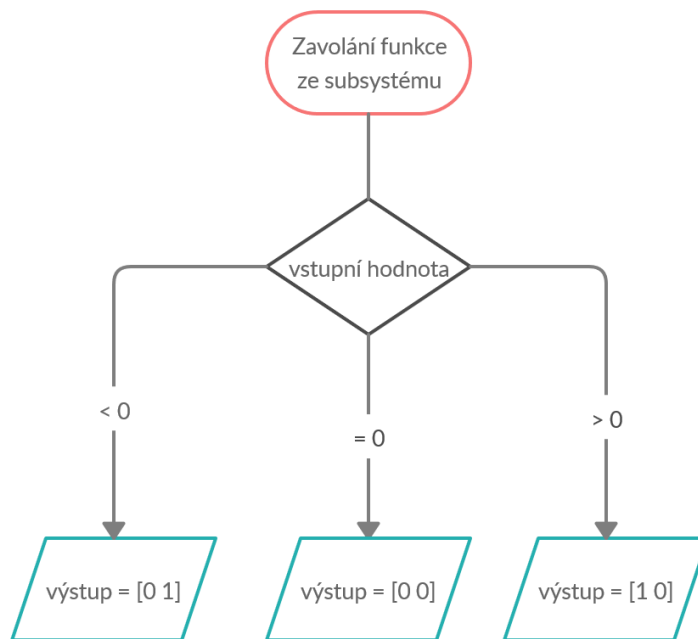 Zavolání funkce
ze subsystému
vstupní hodnota
< 0
= 0
> 0
výstup = [0 1]
výstup = [0 0]
výstup = [1 0]